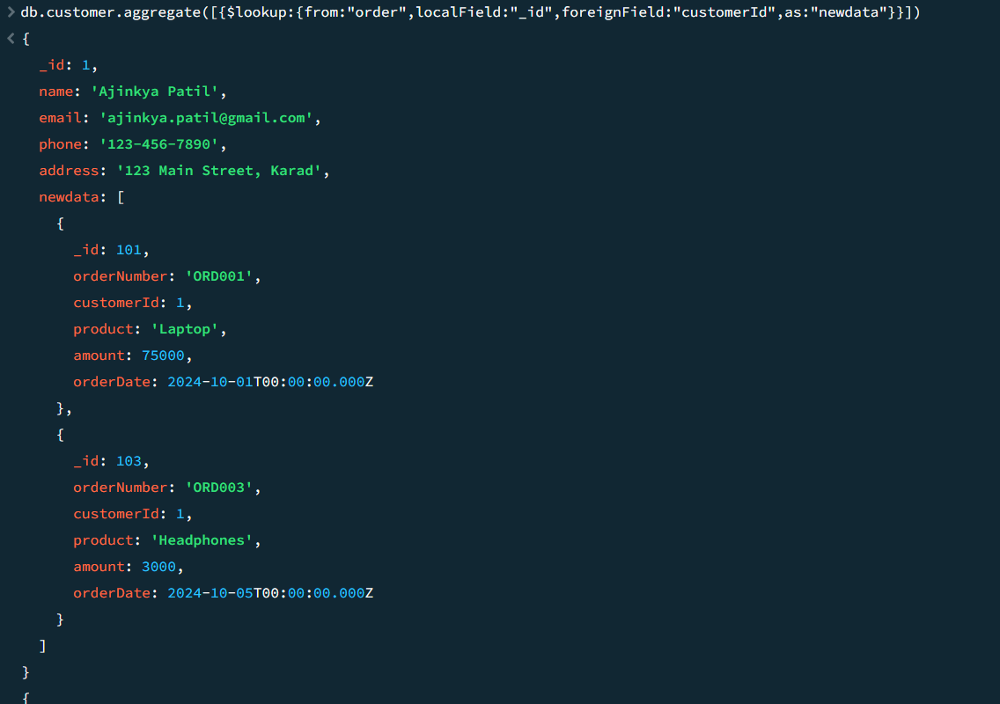 > db.customer.aggregate([{$lookup:{from:"order",localField:"_id",foreignField:"customerId",as:"newdata"}}])
< {
_id: 1,
name: 'Ajinkya Patil',
email: 'ajinkya.patil@gmail.com',
phone: '123-456-7890',
address: '123 Main Street, Karad',
newdata: [
{
_id: 101,
orderNumber: 'ORD001',
customerId: 1,
product: 'Laptop',
amount: 75000,
orderDate: 2024-10-01T00:00:00.000Z
},
{
_id: 103,
orderNumber: 'ORD003',
customerId: 1,
product: 'Headphones',
amount: 3000,
orderDate: 2024-10-05T00:00:00.000Z
}
]
}
{